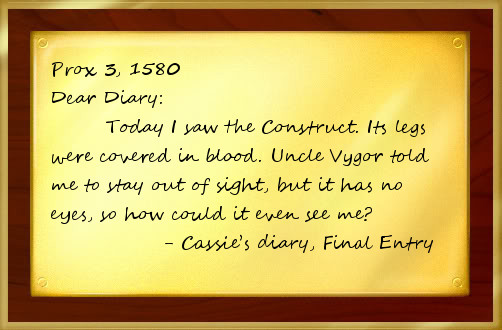 Prox 3, 1580
Dear Diary:
Today I saw the Construct. Its legs
were covered in blood. Uncle Vygor told
me to stay out of sight, but it has no
eyes, so how could it even see me?
- Cassie's diary, Final Entry